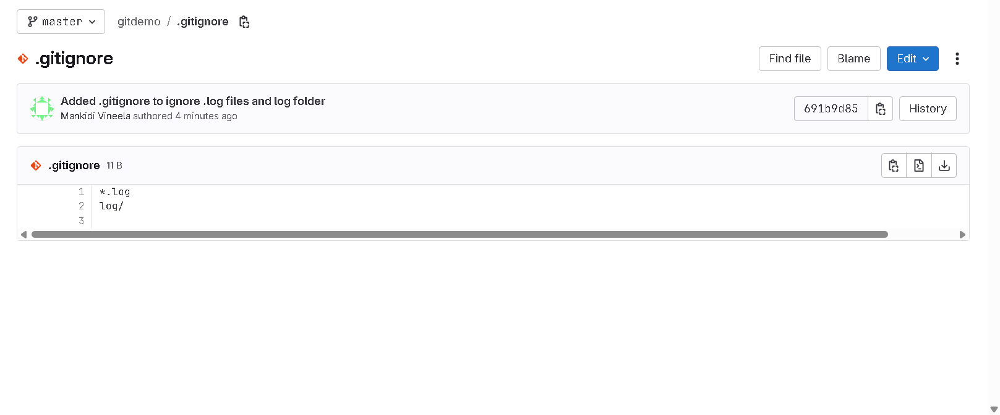 master gitdemo / .gitignore
.gitignore Find file Blame Edit
Added .gitignore to ignore .log files and log folder
Mankidi Vineela authored 4 minutes ago
691b9d85 History
.gitignore 11 B
1 *.log
2 log/
3